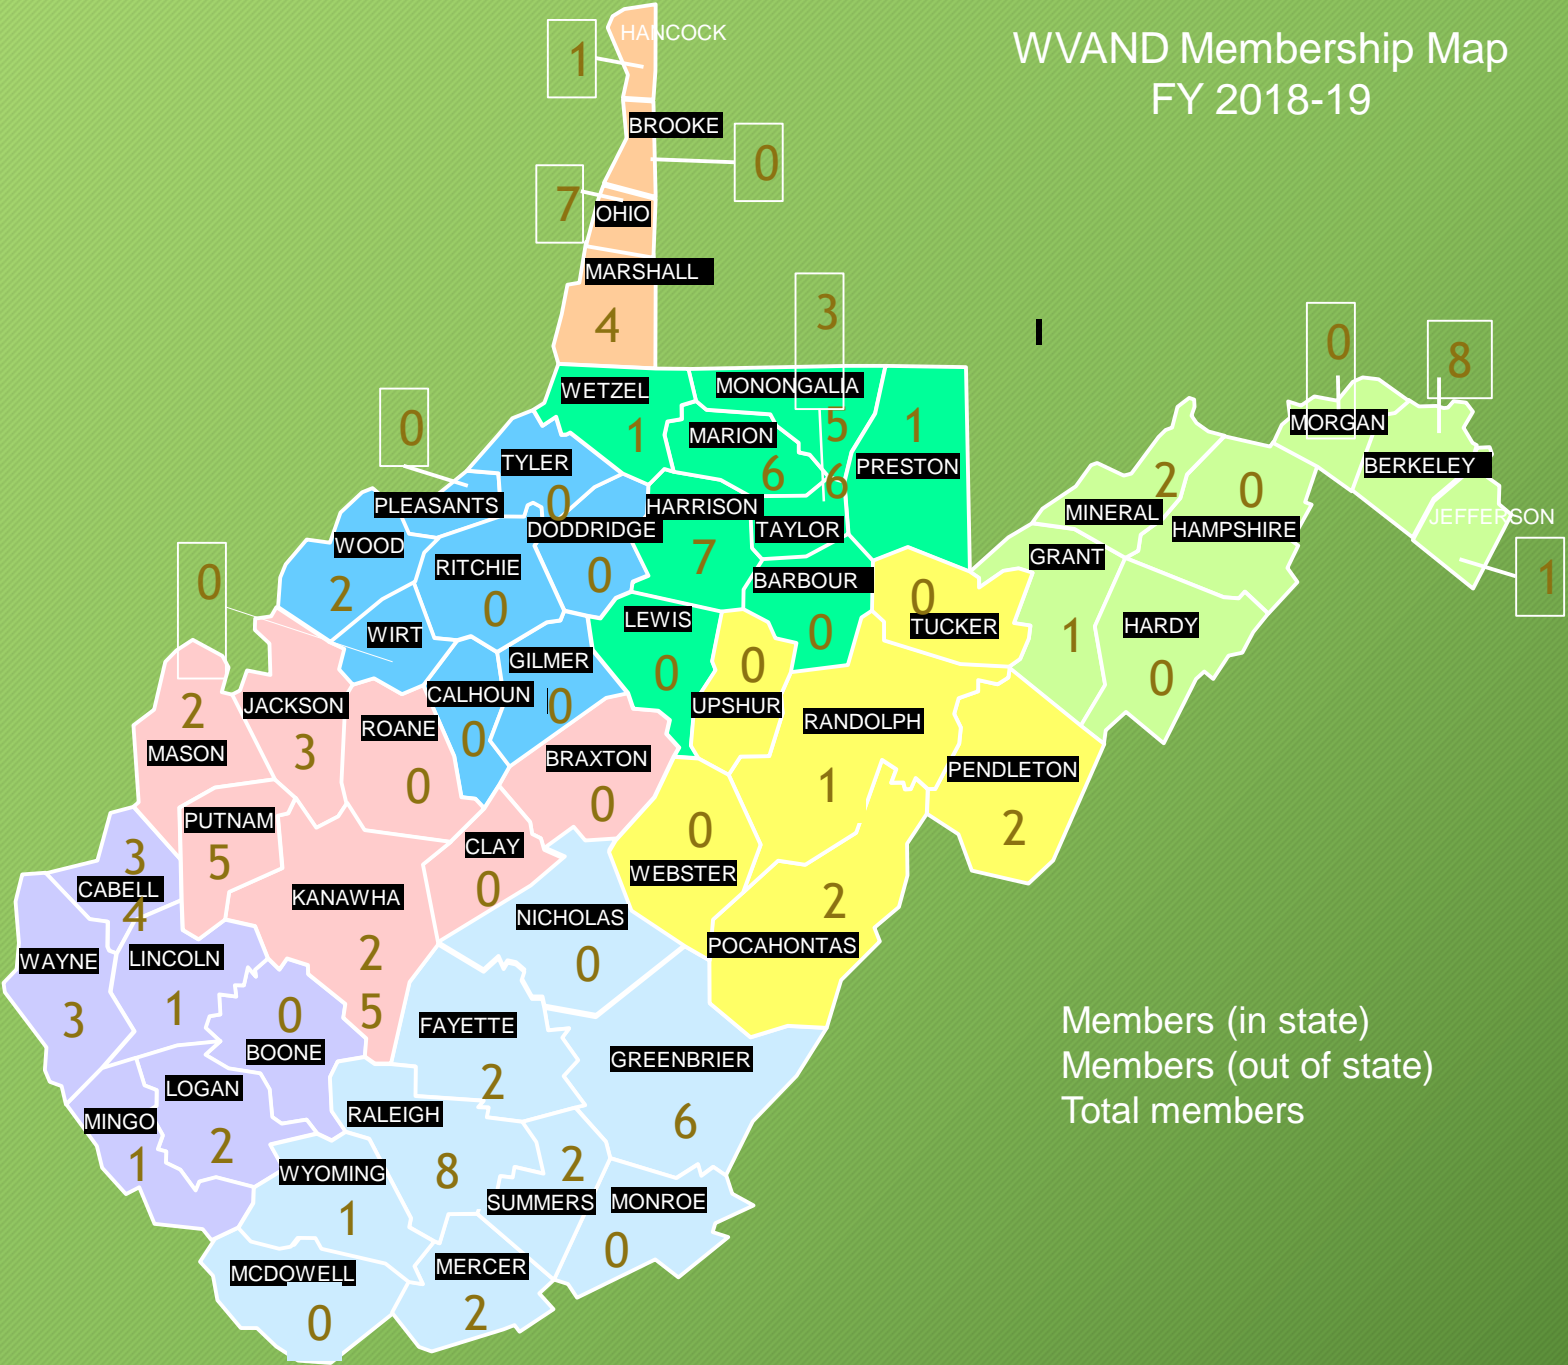 WVAND Membership Map
FY 2018-19
HANCOCK
1
BROOKE
0
7
OHIO
MARSHALL
4
3
I
0
8
WETZEL
1
MONONGALIA
5
6
MARION
6
1
PRESTON
MORGAN
BERKELEY
JEFFERSON
1
0
TYLER
0
PLEASANTS
DODDRIDGE
0
HARRISON
7
TAYLOR
2
MINERAL
0
HAMPSHIRE
GRANT
1
HARDY
0
WOOD
2
RITCHIE
0
0
WIRT
BARBOUR
0
0
TUCKER
LEWIS
0
GILMER
0
CALHOUN
0
0
UPSHUR
RANDOLPH
1
PENDLETON
2
2
MASON
JACKSON
3
ROANE
0
BRAXTON
0
PUTNAM
5
CLAY
0
0
WEBSTER
3
CABELL
4
KANAWHA
2
5
NICHOLAS
0
2
POCAHONTAS
WAYNE
3
LINCOLN
1
0
BOONE
FAYETTE
2
GREENBRIER
6
LOGAN
2
MINGO
1
RALEIGH
8
WYOMING
1
2
SUMMERS
MONROE
0
MCDOWELL
0
MERCER
2
Members (in state)
Members (out of state)
Total members